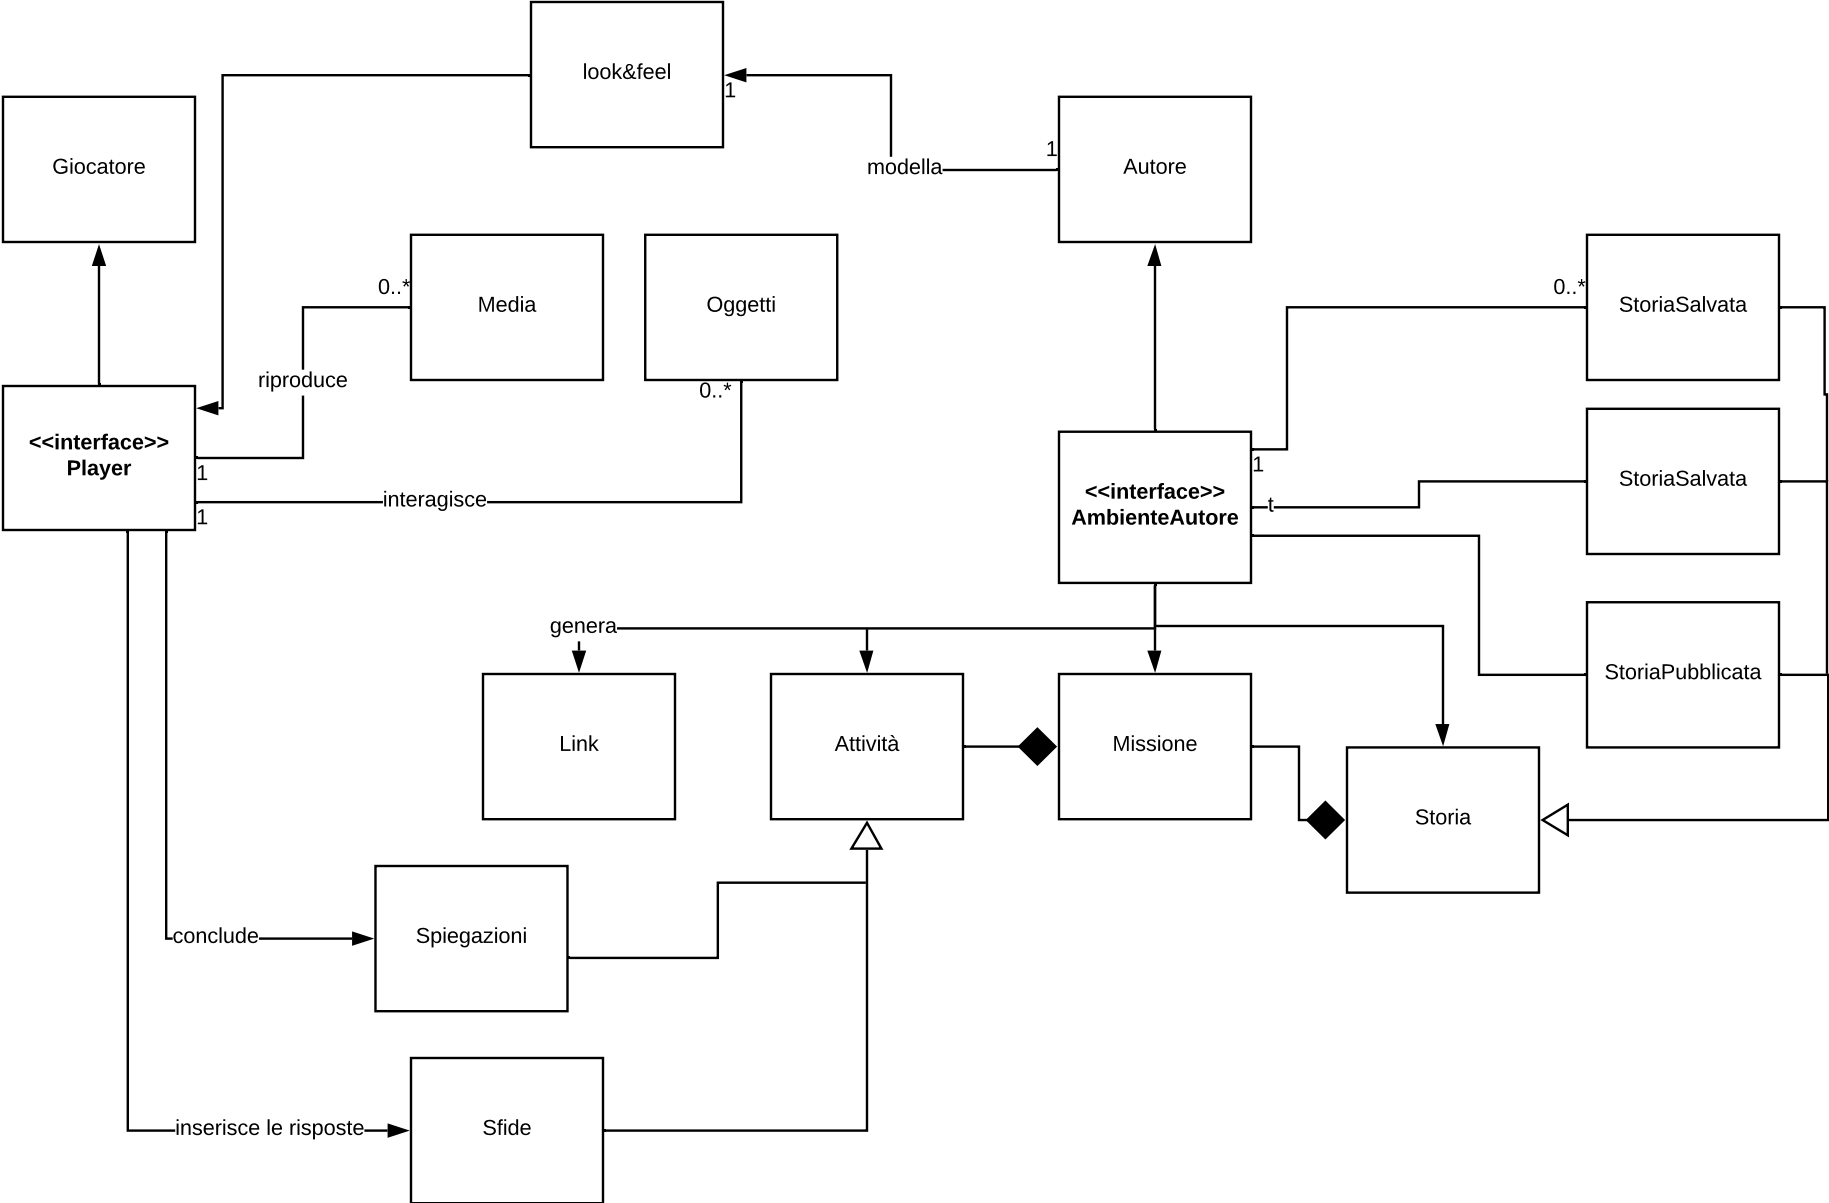 look&feel
1
Giocatore
1
modella
Autore
0..*
Media
Oggetti
0..*
StoriaSalvata
riproduce
0..*
<<interface>>
Player
1
interagisce
1
1
<<interface>>
AmbienteAutore
t
StoriaSalvata
genera
StoriaPubblicata
Link
Attività
Missione
Storia
conclude
Spiegazioni
inserisce le risposte
Sfide